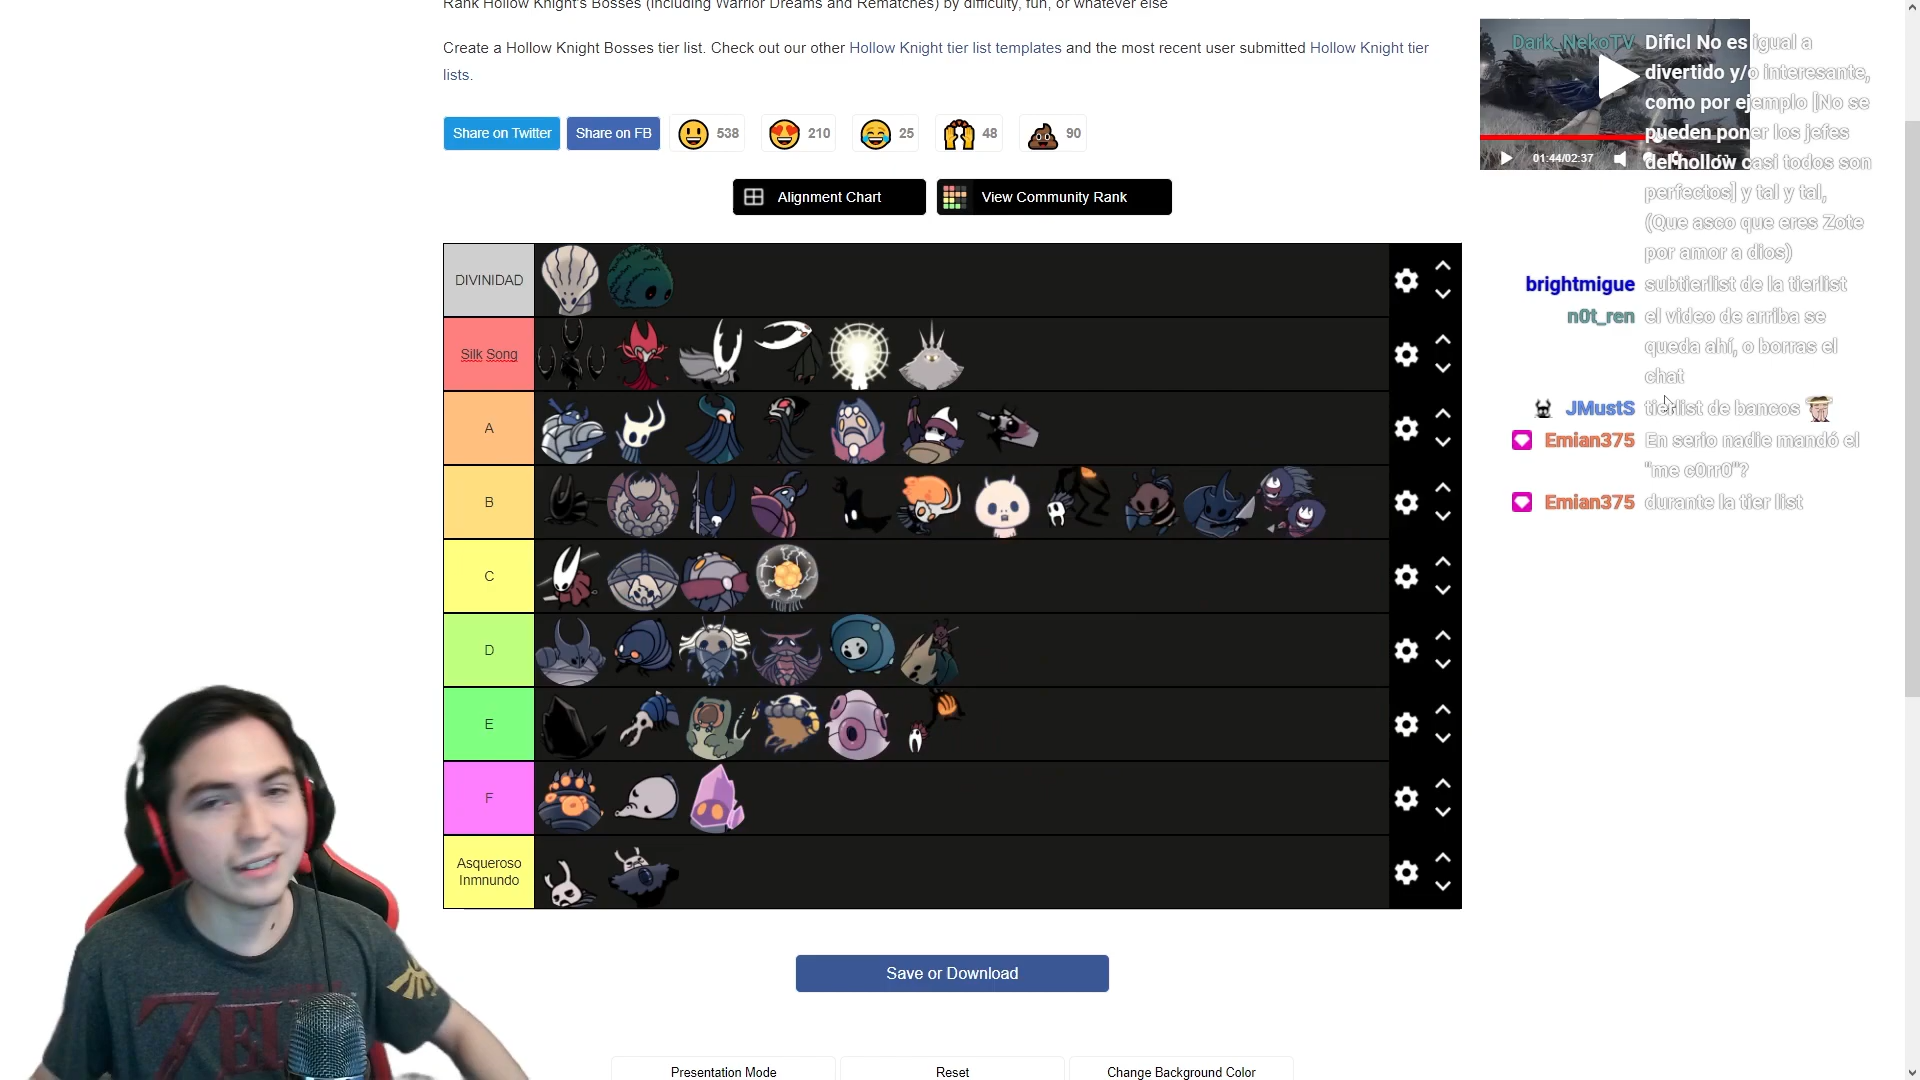 Rank Hollow Knight's Bosses (Including Warrior Dreams and Rematches) by difficulty, fun, or whatever else
Create a Hollow Knight Bosses tier list. Check out our other Hollow Knight tier list templates and the most recent user submitted Hollow Knight tier
lists.
Share on Twitter
Share on FB
538
210
25
48
90
Alignment Chart
View Community Rank
DIVINIDAD
Silk Song
A
B
C
D
E
F
Asqueroso
Inmnundo
Save or Download
Presentation Mode
Reset
Change Background Color
01:44/02:37
Dark_NekoTV Dificl No es igual a
divertido y/o interesante,
como por ejemplo [No se
pueden poner los jefes
del hollow casi todos son
perfectos] y tal y tal,
(Que asco que eres Zote
por amor a dios)
brightmigue subtierlist de la tierlist
n0t_ren el video de arriba se
queda ahí, o borras el
chat
JMustS tierlist de bancos
Emian375 En serio nadie mandó el
"me c0rr0"?
Emian375 durante la tier list